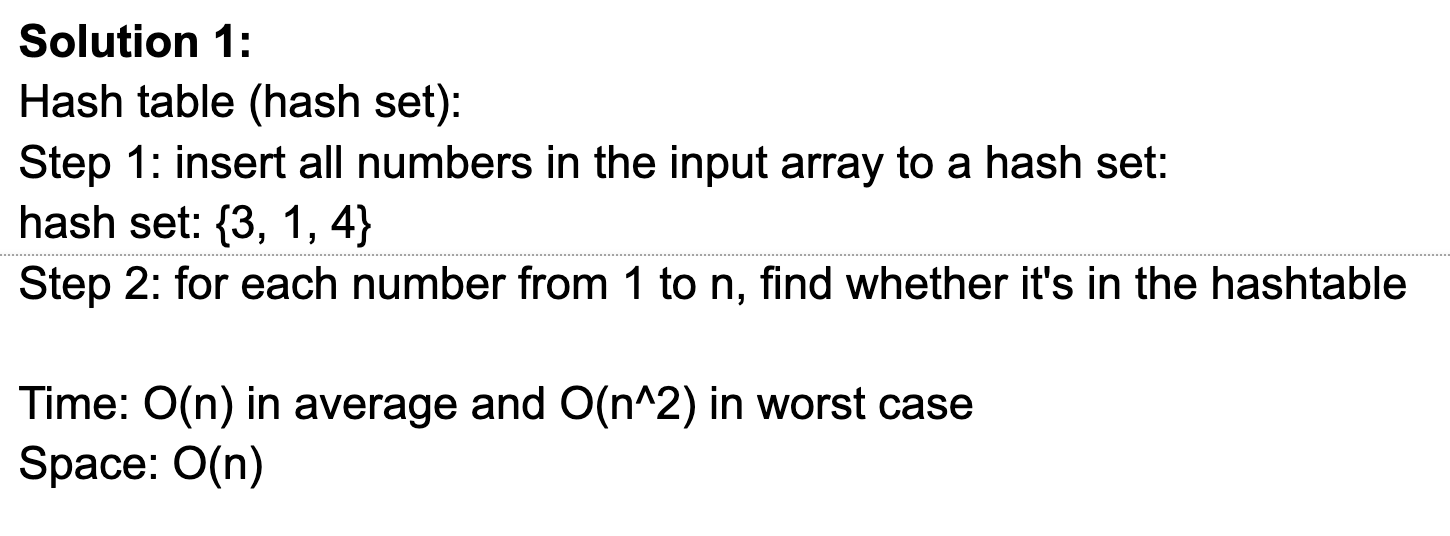 Solution 1:
Hash table (hash set):
Step 1: insert all numbers in the input array to a hash set:
hash set: {3, 1, 4}
Step 2: for each number from 1 to n, find whether it's in the hashtable
Time: O(n) in average and O(n^2) in worst case
Space: O(n)